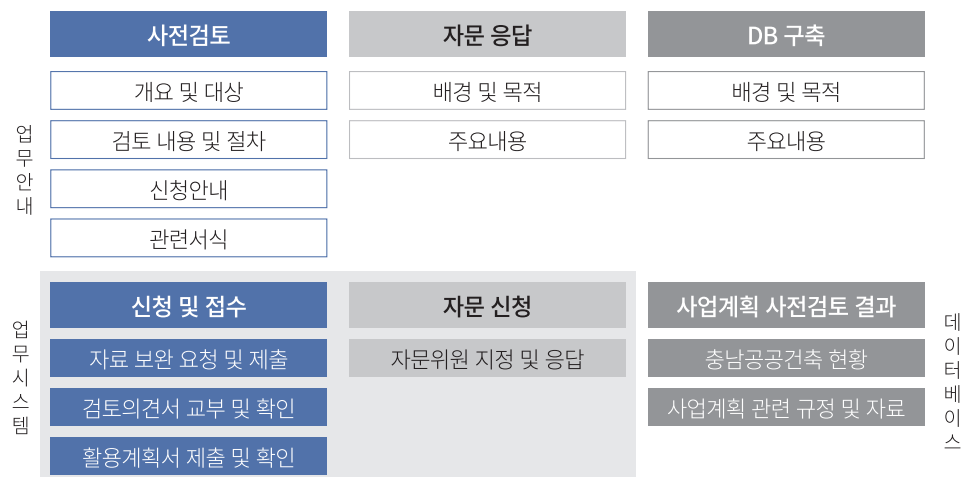 사전검토
자문 응답
DB 구축
개요 및 대상
배경 및 목적
배경 및 목적
검토 내용 및 절차
주요내용
주요내용
신청안내
관련서식
업무안내
신청 및 접수
자문 신청
사업계획 사전검토 결과
자료 보완 요청 및 제출
자문위원 지정 및 응답
충남공공건축 현황
검토의견서 교부 및 확인
사업계획 관련 규정 및 자료
활용계획서 제출 및 확인
업무시스템
데이터베이스